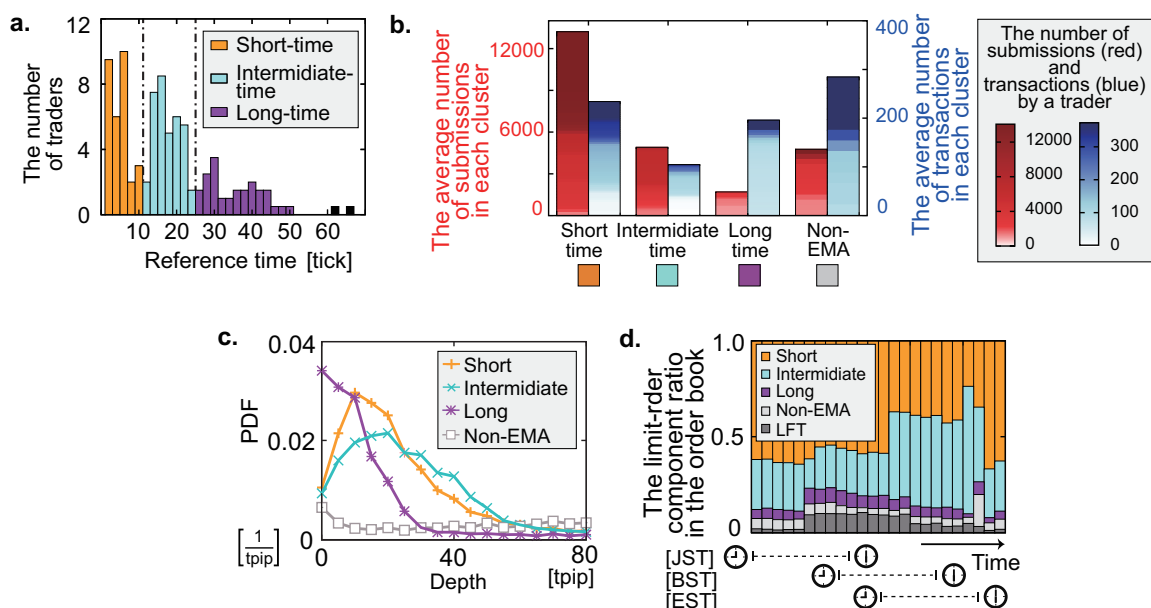 a.
12
8
4
0
The number
of traders
Short-time
Intermidiate-
time
Long-time
10 20 30 40 50 60
Reference time [tick]
b.
12000
6000
0
The average number
of submissions
in each cluster
400
200
0
The average number
of transactions
in each cluster
Short
time
Intermidiate
time
Long
time
Non-
EMA
The number of
submissions (red)
and
transactions (blue)
by a trader
12000
8000
4000
0
300
200
100
0
c.
0.04
0.02
0
PDF
[1/tpip]
Short
Intermidiate
Long
Non-EMA
0 40 80
Depth
[tpip]
d.
1.0
0.5
0
The limit-rder
component ratio
in the order book
Short
Intermidiate
Long
Non-EMA
LFT
Time
[JST]
[BST]
[EST]